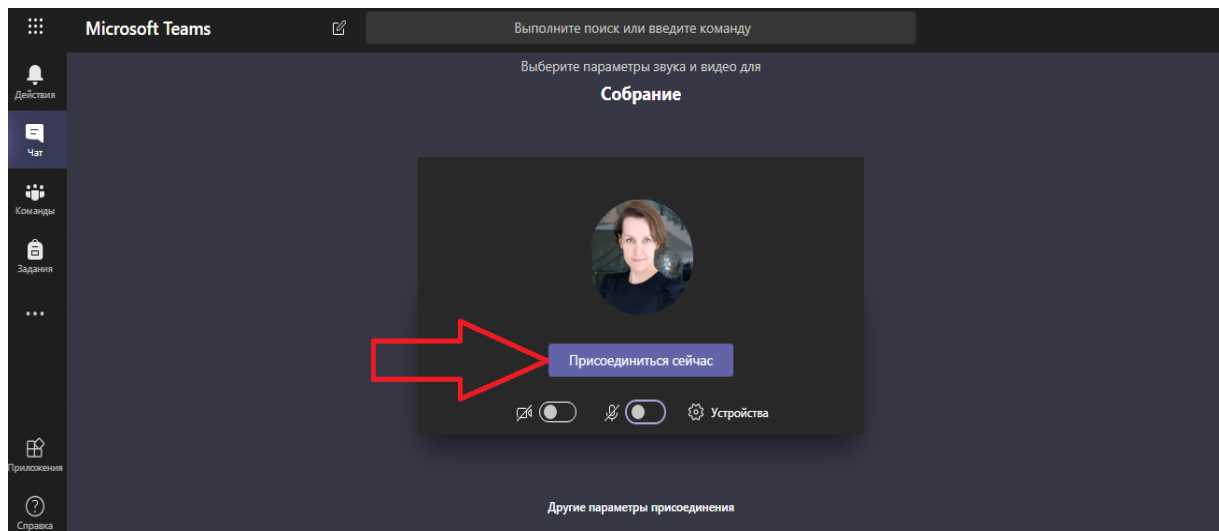 Microsoft Teams
Выполните поиск или введите команду
Действия
Чат
Команды
Задания
Приложения
Справка
Выберите параметры звука и видео для
Собрание
Присоединиться сейчас
Устройства
Другие параметры присоединения